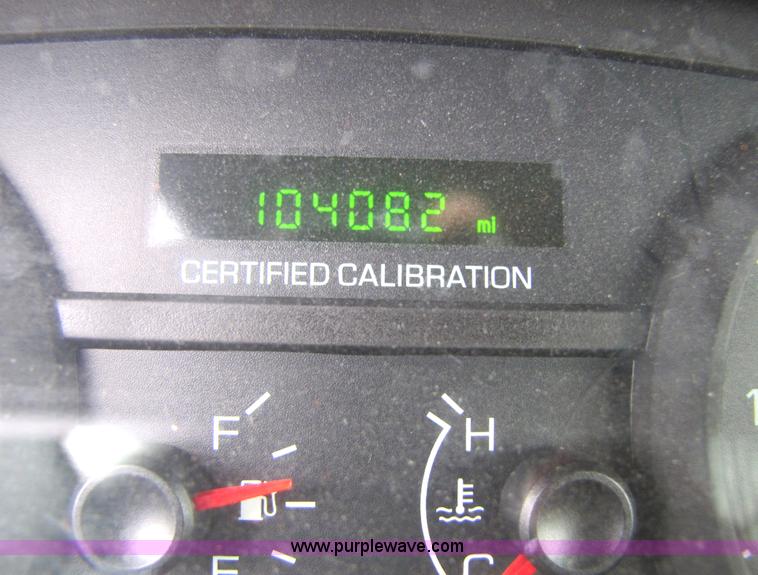 104082 mi
CERTIFIED CALIBRATION
F H
E C
www.purplewave.com